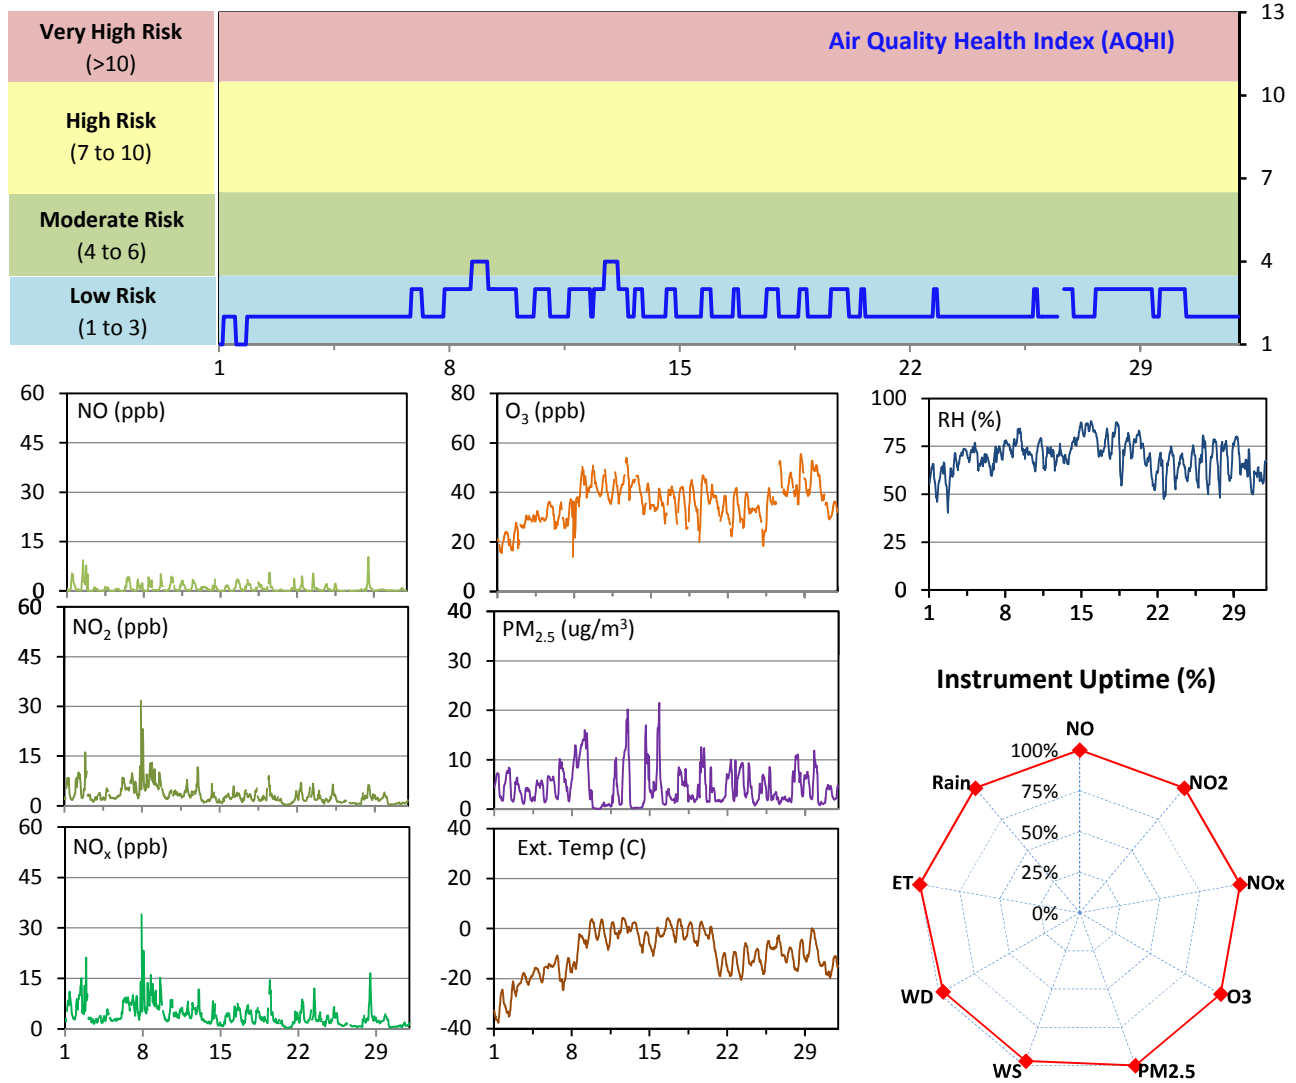 Very High Risk
(>10)
High Risk
(7 to 10)
Moderate Risk
(4 to 6)
Low Risk
(1 to 3)
Air Quality Health Index (AQHI)
13
10
7
4
1
1 8 15 22 29
NO (ppb)
60
45
30
15
0
O3 (ppb)
80
60
40
20
0
RH (%)
100
75
50
25
0
1 8 15 22 29
NO2 (ppb)
60
45
30
15
0
PM2.5 (ug/m³)
40
30
20
10
0
NOx (ppb)
60
45
30
15
0
1 8 15 22 29
Ext. Temp (C)
40
20
0
-20
-40
1 8 15 22 29
Instrument Uptime (%)
NO
NO2
NOx
O3
PM2.5
WS
WD
ET
Rain
100%
75%
50%
25%
0%